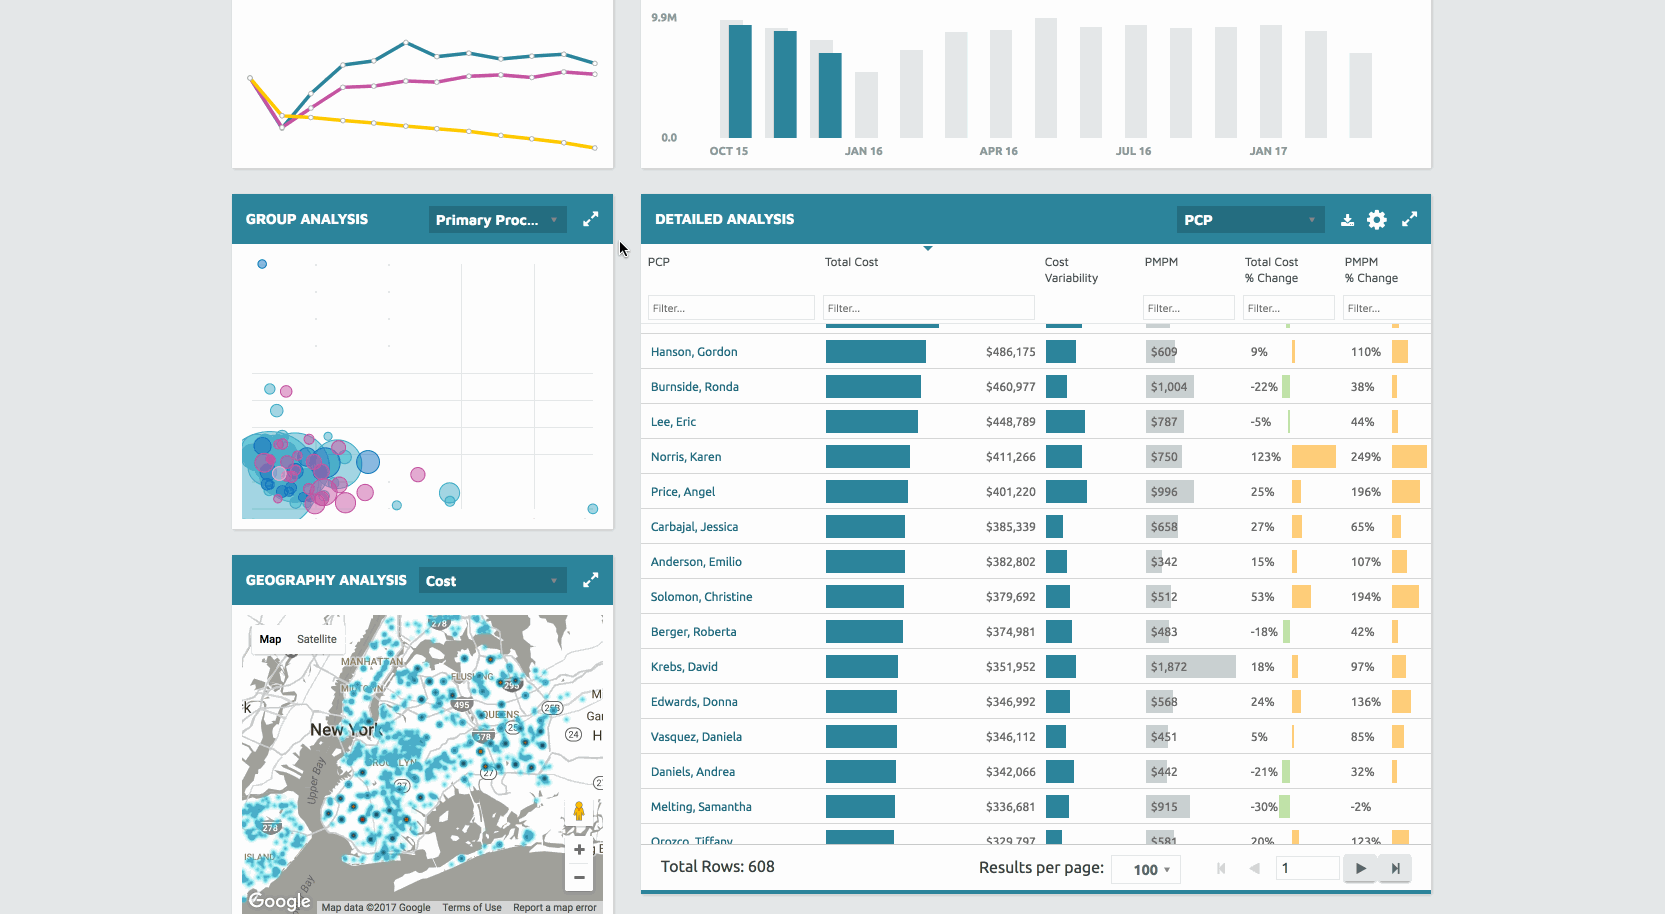 9.9M
0.0
OCT 15 JAN 16 APR 16 JUL 16 JAN 17
GROUP ANALYSIS Primary Proc...
DETAILED ANALYSIS PCP
PCP Total Cost Cost Variability PMPM Total Cost % Change PMPM % Change
Filter... Filter... Filter... Filter... Filter...
Hanson, Gordon $486,175 $609 9% 110%
Burnside, Ronda $460,977 $1,004 -22% 38%
Lee, Eric $448,789 $787 -5% 44%
Norris, Karen $411,266 $750 123% 249%
Price, Angel $401,220 $996 25% 196%
Carbajal, Jessica $385,339 $658 27% 65%
Anderson, Emilio $382,802 $342 15% 107%
Solomon, Christine $379,692 $512 53% 194%
Berger, Roberta $374,981 $483 -18% 42%
Krebs, David $351,952 $1,872 18% 97%
Edwards, Donna $346,992 $568 24% 136%
Vasquez, Daniela $346,112 $451 5% 85%
Daniels, Andrea $342,066 $442 -21% 32%
Melting, Samantha $336,681 $915 -30% -2%
Orozco, Tiffany $329,797 $581 20% 123%
Total Rows: 608 Results per page: 100 1
GEOGRAPHY ANALYSIS Cost
Map Satellite
278
MANHATTAN
MIDTOWN
FLUSHING
295
495
25B
QUEENS
25
New York
678
24
H
BROOKLYN
27
27
Upper Bay
278
ISLAND
Bay
Google
Map data ©2017 Google Terms of Use Report a map error